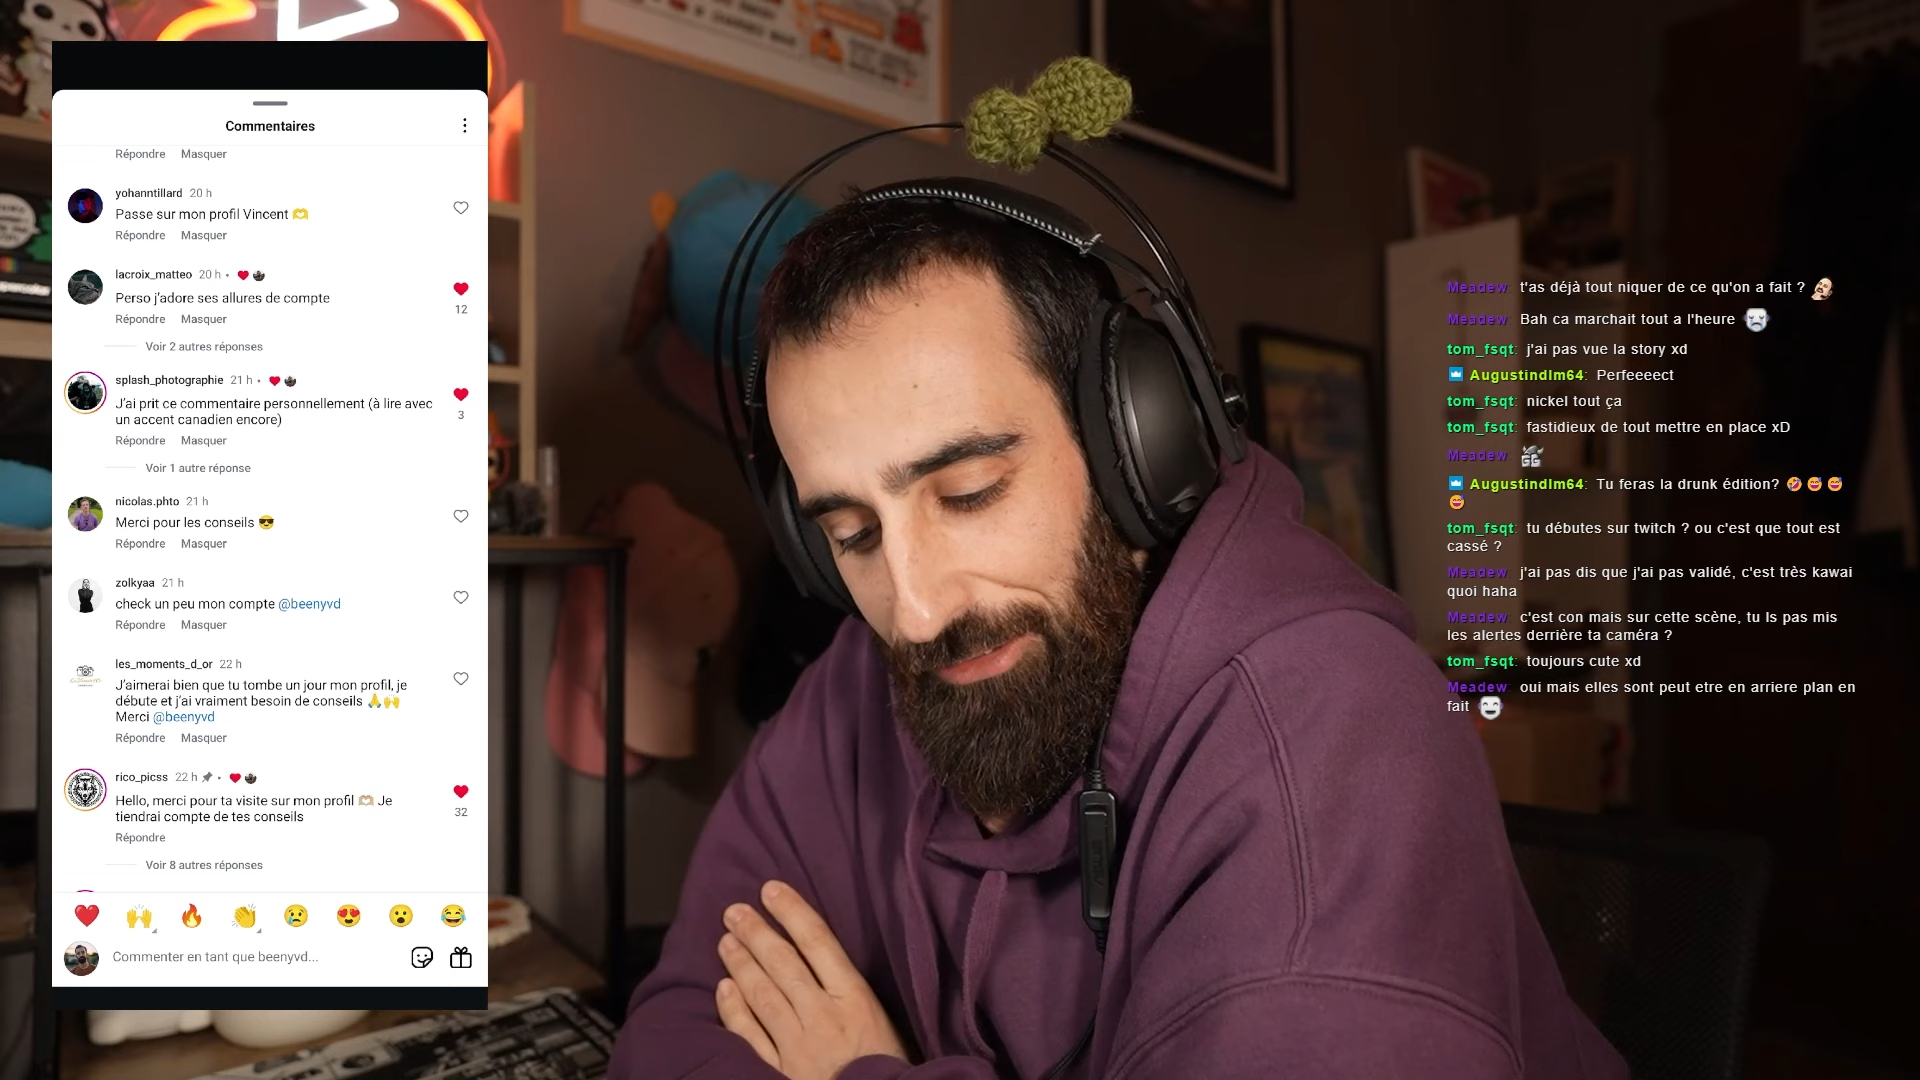 Commentaires
Répondre Masquer
yohanntillard 20 h
Passe sur mon profil Vincent 🫶
Répondre Masquer
lacroix_matteo 20 h •
Perso j'adore ses allures de compte
12
Répondre Masquer
Voir 2 autres réponses
splash_photographie 21 h •
J'ai prit ce commentaire personnellement (à lire avec
un accent canadien encore)
3
Répondre Masquer
Voir 1 autre réponse
nicolas.phto 21 h
Merci pour les conseils 😎
Répondre Masquer
zolkyaa 21 h
check un peu mon compte @beenyvd
Répondre Masquer
les_moments_d_or 22 h
J'aimerai bien que tu tombe un jour mon profil, je
débute et j'ai vraiment besoin de conseils 🙏🙌
Merci @beenyvd
Répondre Masquer
rico_picss 22 h •
Hello, merci pour ta visite sur mon profil 🫶🏼 Je
tiendrai compte de tes conseils
32
Répondre
Voir 8 autres réponses
Commenter en tant que beenyvd...
Meadew: t'as déjà tout niquer de ce qu'on a fait ?
Meadew: Bah ca marchait tout a l'heure
tom_fsqt: j'ai pas vue la story xd
Augustindlm64: Perfeeeect
tom_fsqt: nickel tout ça
tom_fsqt: fastidieux de tout mettre en place xD
Meadew: GG
Augustindlm64: Tu feras la drunk édition? 🤣😅😅
😅
tom_fsqt: tu débutes sur twitch ? ou c'est que tout est
cassé ?
Meadew: j'ai pas dis que j'ai pas validé, c'est très kawai
quoi haha
Meadew: c'est con mais sur cette scène, tu ls pas mis
les alertes derrière ta caméra ?
tom_fsqt: toujours cute xd
Meadew: oui mais elles sont peut etre en arriere plan en
fait